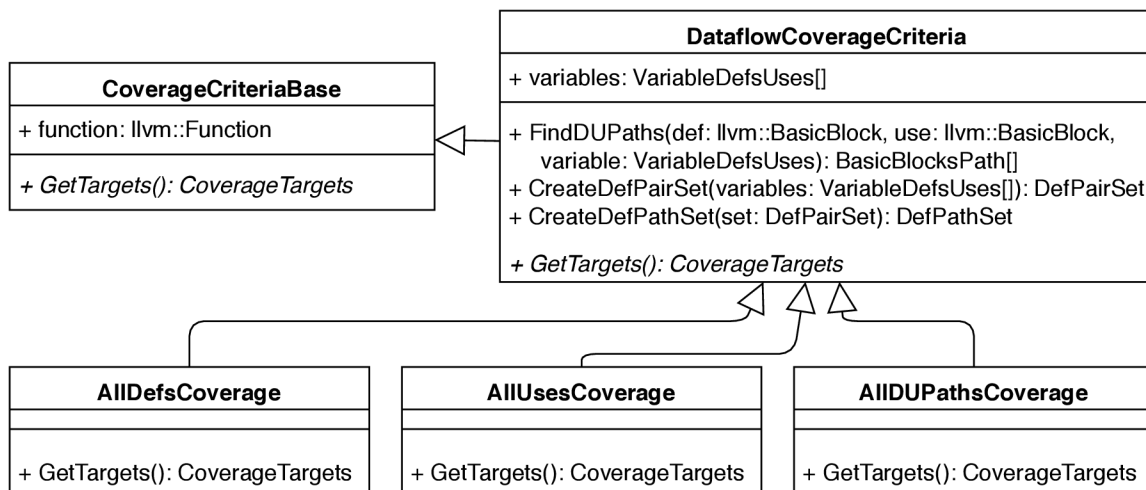 DataflowCoverageCriteria
+ variables: VariableDefsUses[]
+ FindDUPaths(def: llvm::BasicBlock, use: llvm::BasicBlock,
variable: VariableDefsUses): BasicBlocksPath[]
+ CreateDefPairSet(variables: VariableDefsUses[]): DefPairSet
+ CreateDefPathSet(set: DefPairSet): DefPathSet
+ GetTargets(): CoverageTargets
CoverageCriteriaBase
+ function: llvm::Function
+ GetTargets(): CoverageTargets
AllDefsCoverage
+ GetTargets(): CoverageTargets
AllUsesCoverage
+ GetTargets(): CoverageTargets
AllDUPathsCoverage
+ GetTargets(): CoverageTargets